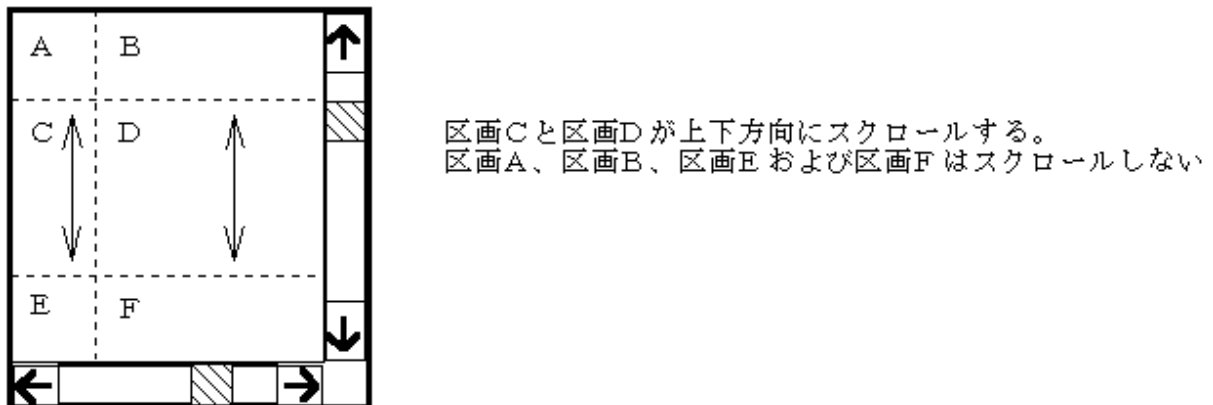 A B
C D
E F
区画Cと区画Dが上下方向にスクロールする。
区画A、区画B、区画Eおよび区画Fはスクロールしない